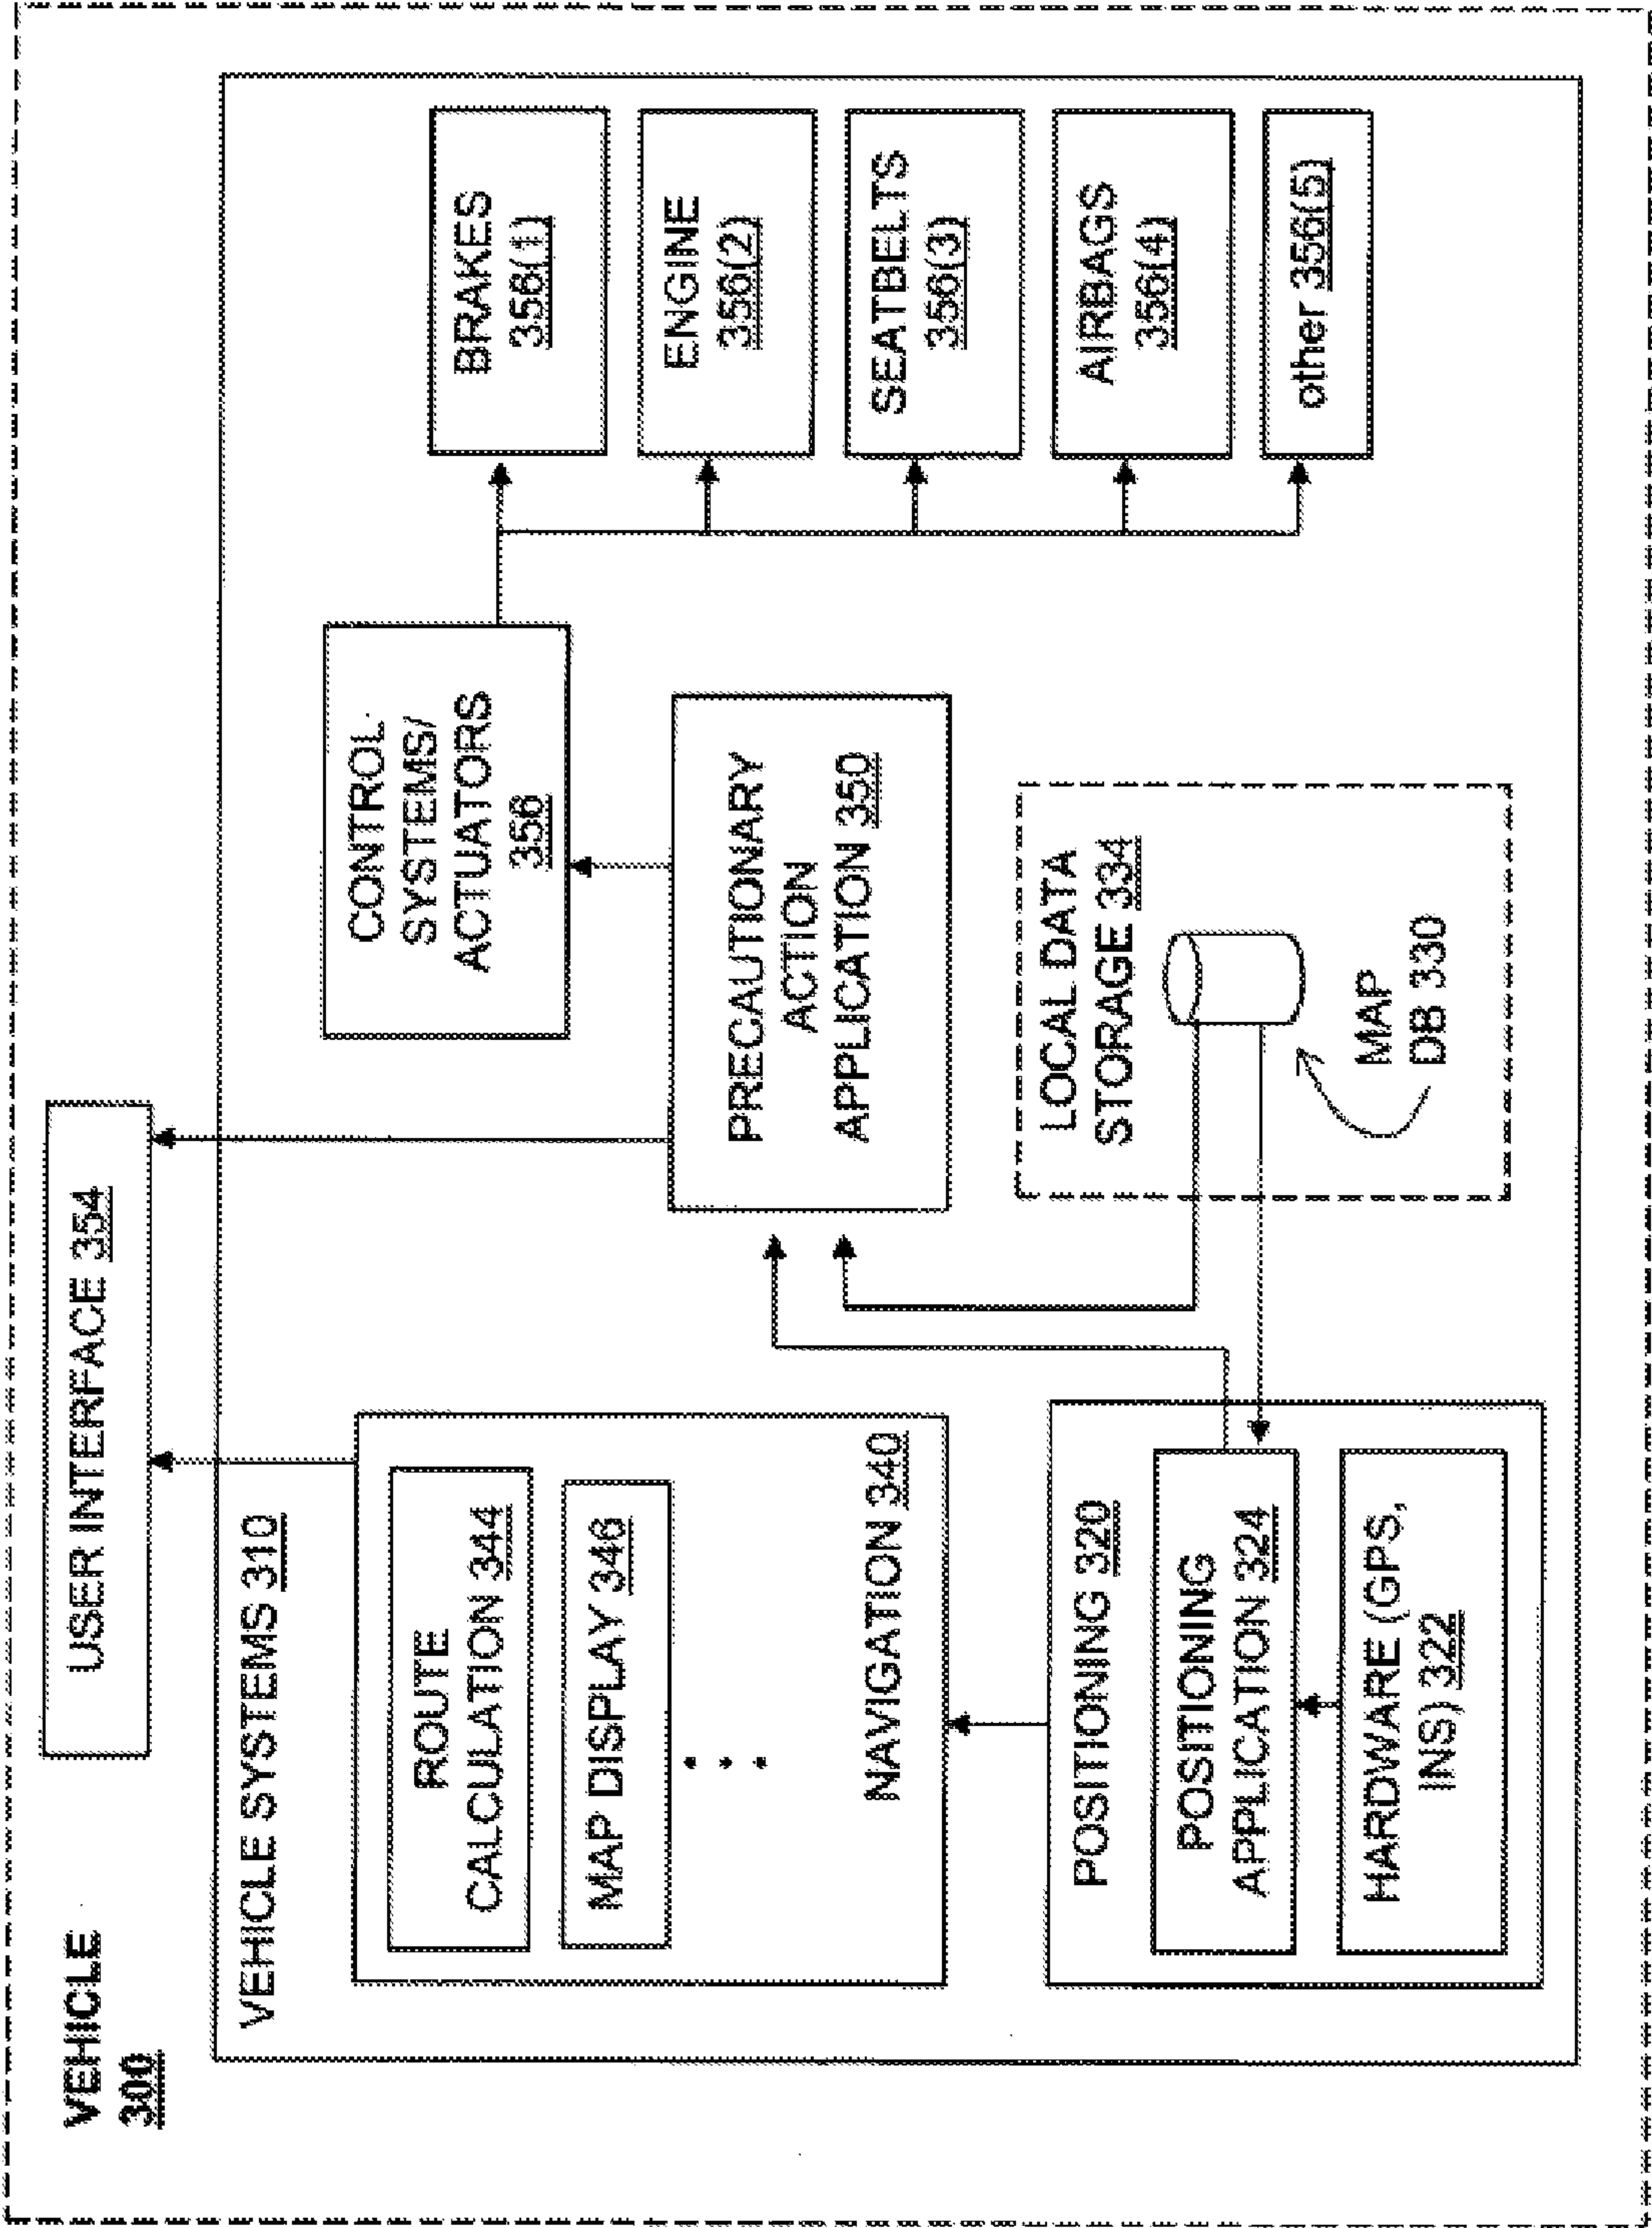 VEHICLE
300
USER INTERFACE 354
VEHICLE SYSTEMS 310
ROUTE
CALCULATION 344
MAP DISPLAY 346
NAVIGATION 340
POSITIONING 320
POSITIONING
APPLICATION 324
HARDWARE (GPS,
INS) 322
CONTROL
SYSTEMS/
ACTUATORS
356
PRECAUTIONARY
ACTION
APPLICATION 350
LOCAL DATA
STORAGE 334
MAP
DB 330
BRAKES
356(1)
ENGINE
356(2)
SEATBELTS
356(3)
AIRBAGS
356(4)
other 356(5)